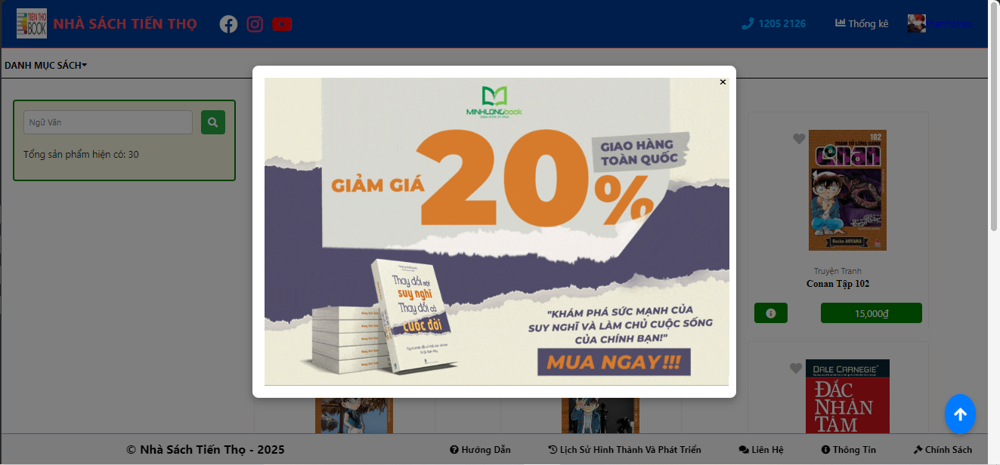 TIEN THO
BOOK
NHÀ SÁCH TIẾN THỌ
1205 2126
Thống kê
DANH MỤC SÁCH
Ngữ Văn
Tổng sản phẩm hiện có: 30
×
MINHLONGbook
GIAO HÀNG
TOÀN QUỐC
GIẢM GIÁ
20%
Thay đổi một
suy nghĩ
Thay đổi cả
cuộc đời
"KHÁM PHÁ SỨC MẠNH CỦA
SUY NGHĨ VÀ LÀM CHỦ CUỘC SỐNG
CỦA CHÍNH BẠN!"
MUA NGAY!!!
102
THÁM TỬ LỪNG DANH
Conan
Gosho AOYAMA
Truyện Tranh
Conan Tập 102
15,000₫
DALE CARNEGIE
ĐẮC
NHÂN
TÂM
© Nhà Sách Tiến Thọ - 2025
Hướng Dẫn
Lịch Sử Hình Thành Và Phát Triển
Liên Hệ
Thông Tin
Chính Sách